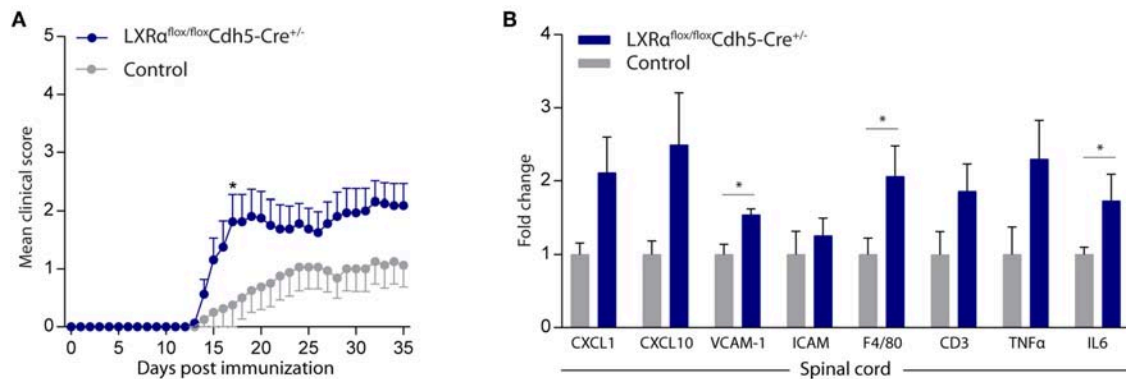 A
LXRα^flox/flox Cdh5-Cre^+/-
Control
Mean clinical score
5
4
3
2
1
0
*
0 5 10 15 20 25 30 35
Days post immunization
B
LXRα^flox/flox Cdh5-Cre^+/-
Control
Fold change
4
3
2
1
0
* * *
CXCL1 CXCL10 VCAM-1 ICAM F4/80 CD3 TNFα IL6
Spinal cord